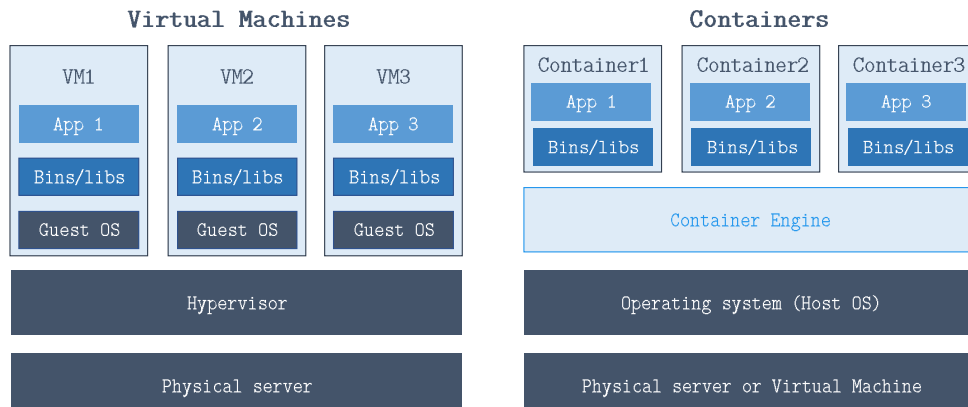 Virtual Machines
VM1
App 1
Bins/libs
Guest OS
VM2
App 2
Bins/libs
Guest OS
VM3
App 3
Bins/libs
Guest OS
Hypervisor
Physical server
Containers
Container1
App 1
Bins/libs
Container2
App 2
Bins/libs
Container3
App 3
Bins/libs
Container Engine
Operating system (Host OS)
Physical server or Virtual Machine